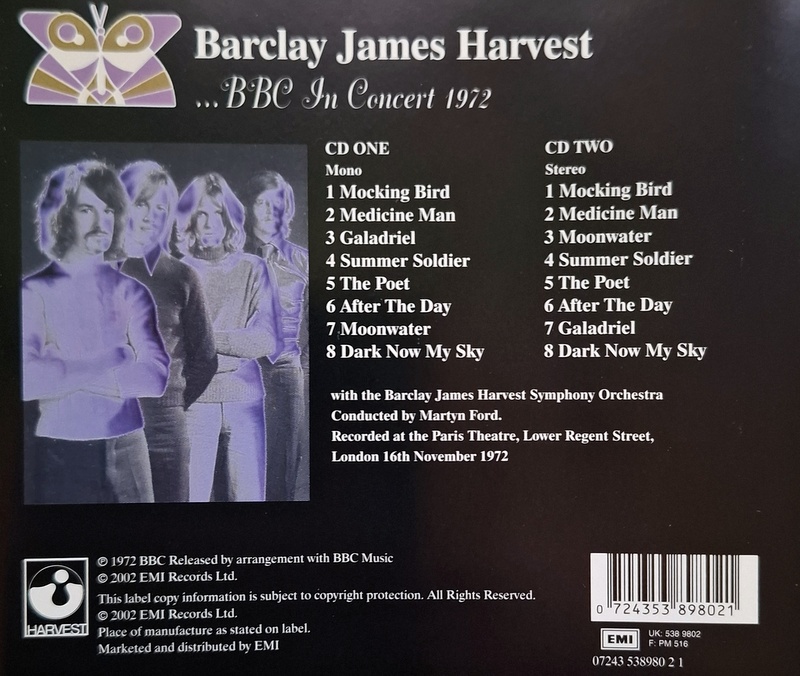 Barclay James Harvest
...BBC In Concert 1972
CD ONE
Mono
1 Mocking Bird
2 Medicine Man
3 Galadriel
4 Summer Soldier
5 The Poet
6 After The Day
7 Moonwater
8 Dark Now My Sky
CD TWO
Stereo
1 Mocking Bird
2 Medicine Man
3 Moonwater
4 Summer Soldier
5 The Poet
6 After The Day
7 Galadriel
8 Dark Now My Sky
with the Barclay James Harvest Symphony Orchestra
Conducted by Martyn Ford.
Recorded at the Paris Theatre, Lower Regent Street,
London 16th November 1972
HARVEST
℗ 1972 BBC Released by arrangement with BBC Music
© 2002 EMI Records Ltd.
This label copy information is subject to copyright protection. All Rights Reserved.
© 2002 EMI Records Ltd.
Place of manufacture as stated on label.
Marketed and distributed by EMI
0 724353 898021
EMI
UK: 538 9802
F: PM 516
07243 538980 2 1